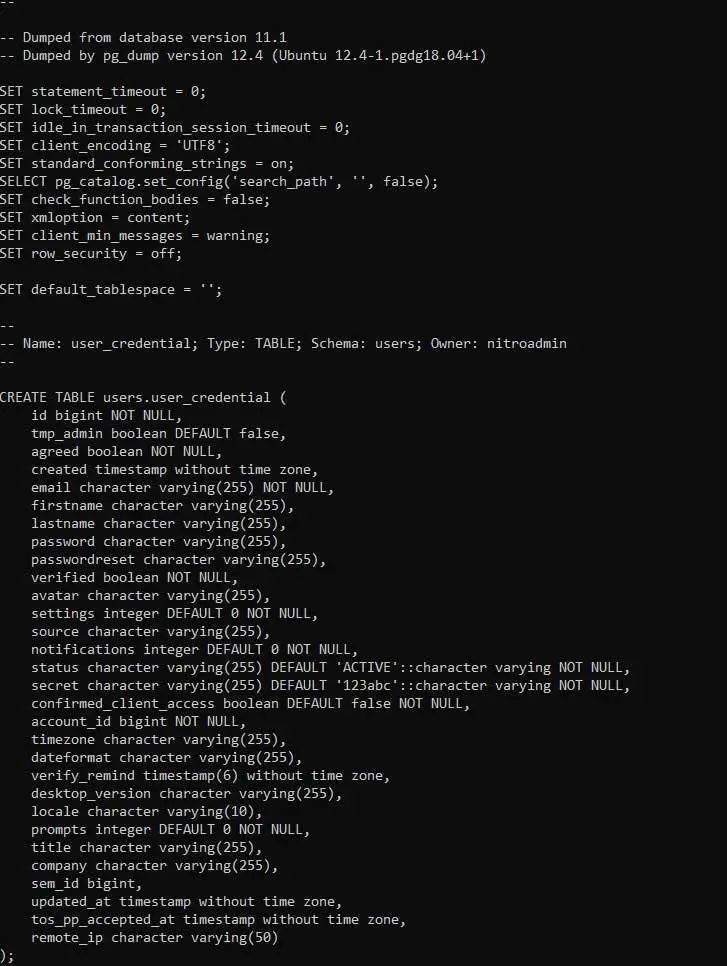 --
-- Dumped from database version 11.1
-- Dumped by pg_dump version 12.4 (Ubuntu 12.4-1.pgdg18.04+1)
SET statement_timeout = 0;
SET lock_timeout = 0;
SET idle_in_transaction_session_timeout = 0;
SET client_encoding = 'UTF8';
SET standard_conforming_strings = on;
SELECT pg_catalog.set_config('search_path', '', false);
SET check_function_bodies = false;
SET xmloption = content;
SET client_min_messages = warning;
SET row_security = off;
SET default_tablespace = '';
--
-- Name: user_credential; Type: TABLE; Schema: users; Owner: nitroadmin
--
CREATE TABLE users.user_credential (
    id bigint NOT NULL,
    tmp_admin boolean DEFAULT false,
    agreed boolean NOT NULL,
    created timestamp without time zone,
    email character varying(255) NOT NULL,
    firstname character varying(255),
    lastname character varying(255),
    password character varying(255),
    passwordreset character varying(255),
    verified boolean NOT NULL,
    avatar character varying(255),
    settings integer DEFAULT 0 NOT NULL,
    source character varying(255),
    notifications integer DEFAULT 0 NOT NULL,
    status character varying(255) DEFAULT 'ACTIVE'::character varying NOT NULL,
    secret character varying(255) DEFAULT '123abc'::character varying NOT NULL,
    confirmed_client_access boolean DEFAULT false NOT NULL,
    account_id bigint NOT NULL,
    timezone character varying(255),
    dateformat character varying(255),
    verify_remind timestamp(6) without time zone,
    desktop_version character varying(255),
    locale character varying(10),
    prompts integer DEFAULT 0 NOT NULL,
    title character varying(255),
    company character varying(255),
    sem_id bigint,
    updated_at timestamp without time zone,
    tos_pp_accepted_at timestamp without time zone,
    remote_ip character varying(50)
);